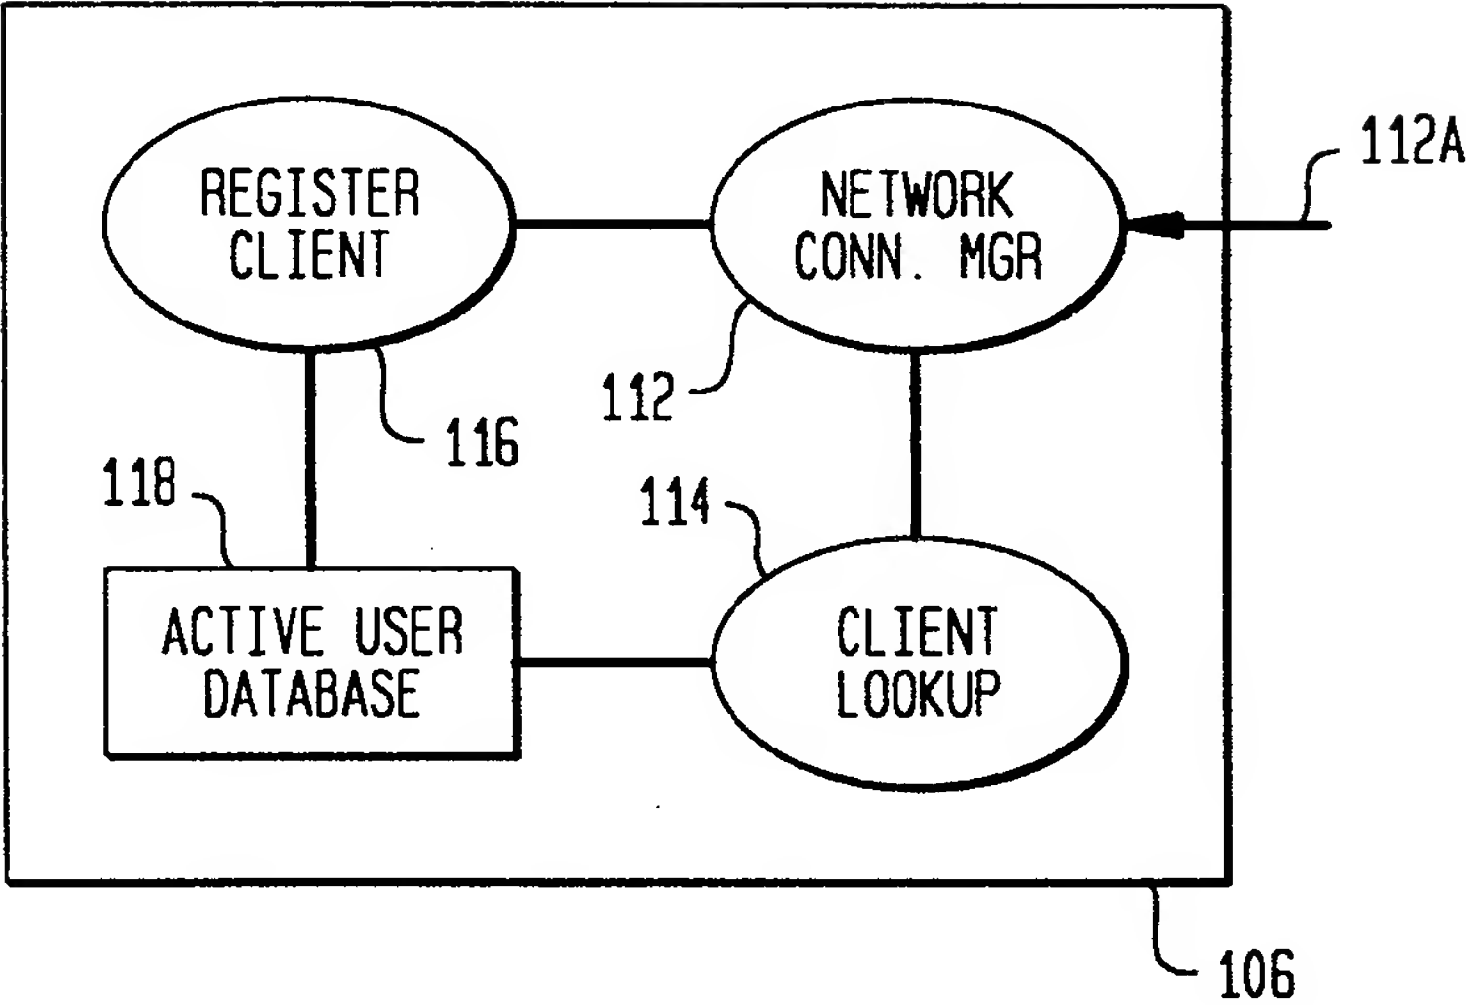 REGISTER
CLIENT
NETWORK
CONN. MGR
112A
112
116
118
114
ACTIVE USER
DATABASE
CLIENT
LOOKUP
106